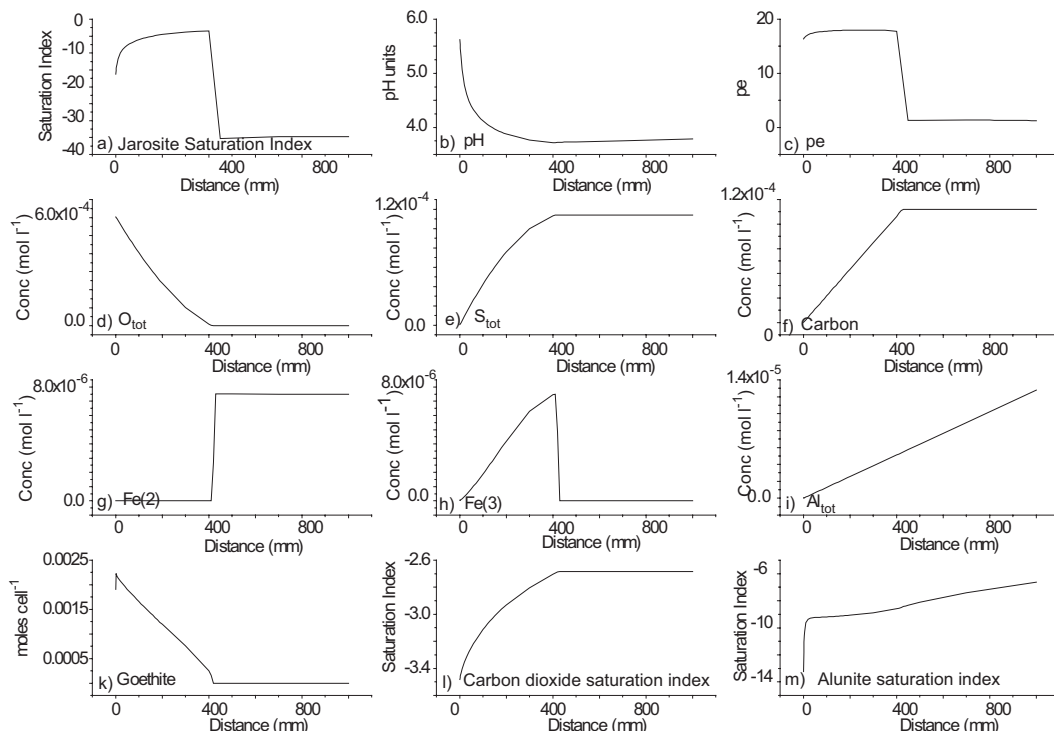 0
-10
-20
-30
-40
Saturation Index
a) Jarosite Saturation Index
0 400 800
Distance (mm)
6.0
5.0
4.0
pH units
b) pH
0 400 800
Distance (mm)
20
10
0
pe
c) pe
0 400 800
Distance (mm)
6.0x10⁻⁴
0.0
Conc (mol l⁻¹)
d) Oₜₒₜ
0 400 800
Distance (mm)
1.2x10⁻⁴
0.0
Conc (mol l⁻¹)
e) Sₜₒₜ
0 400 800
Distance (mm)
1.2x10⁻⁴
0
Conc (mol l⁻¹)
f) Carbon
0 400 800
Distance (mm)
8.0x10⁻⁶
0.0
Conc (mol l⁻¹)
g) Fe(2)
0 400 800
Distance (mm)
8.0x10⁻⁶
0.0
Conc (mol l⁻¹)
h) Fe(3)
0 400 800
Distance (mm)
1.4x10⁻⁵
0.0
Conc (mol l⁻¹)
i) Alₜₒₜ
0 400 800
Distance (mm)
0.0025
0.0015
0.0005
moles cell⁻¹
k) Goethite
0 400 800
Distance (mm)
-2.6
-3.0
-3.4
Saturation Index
l) Carbon dioxide saturation index
0 400 800
Distance (mm)
-6
-10
-14
Saturation Index
m) Alunite saturation index
0 400 800
Distance (mm)